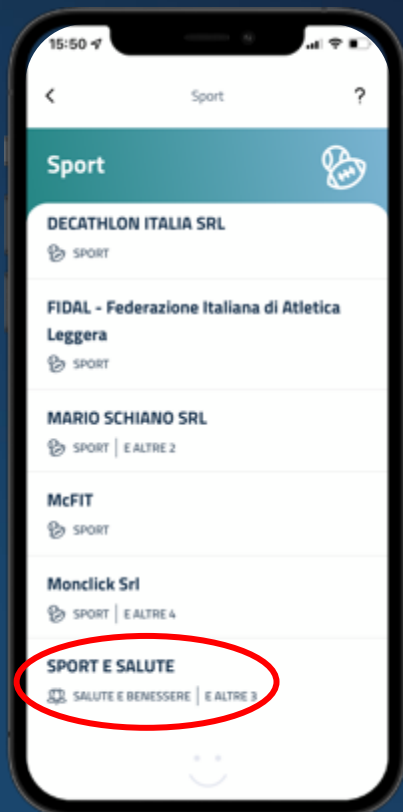 15:50
Sport
?
Sport
DECATHLON ITALIA SRL
SPORT
FIDAL - Federazione Italiana di Atletica
Leggera
SPORT
MARIO SCHIANO SRL
SPORT | E ALTRE 2
McFIT
SPORT
Monclick Srl
SPORT | E ALTRE 4
SPORT E SALUTE
SALUTE E BENESSERE | E ALTRE 3